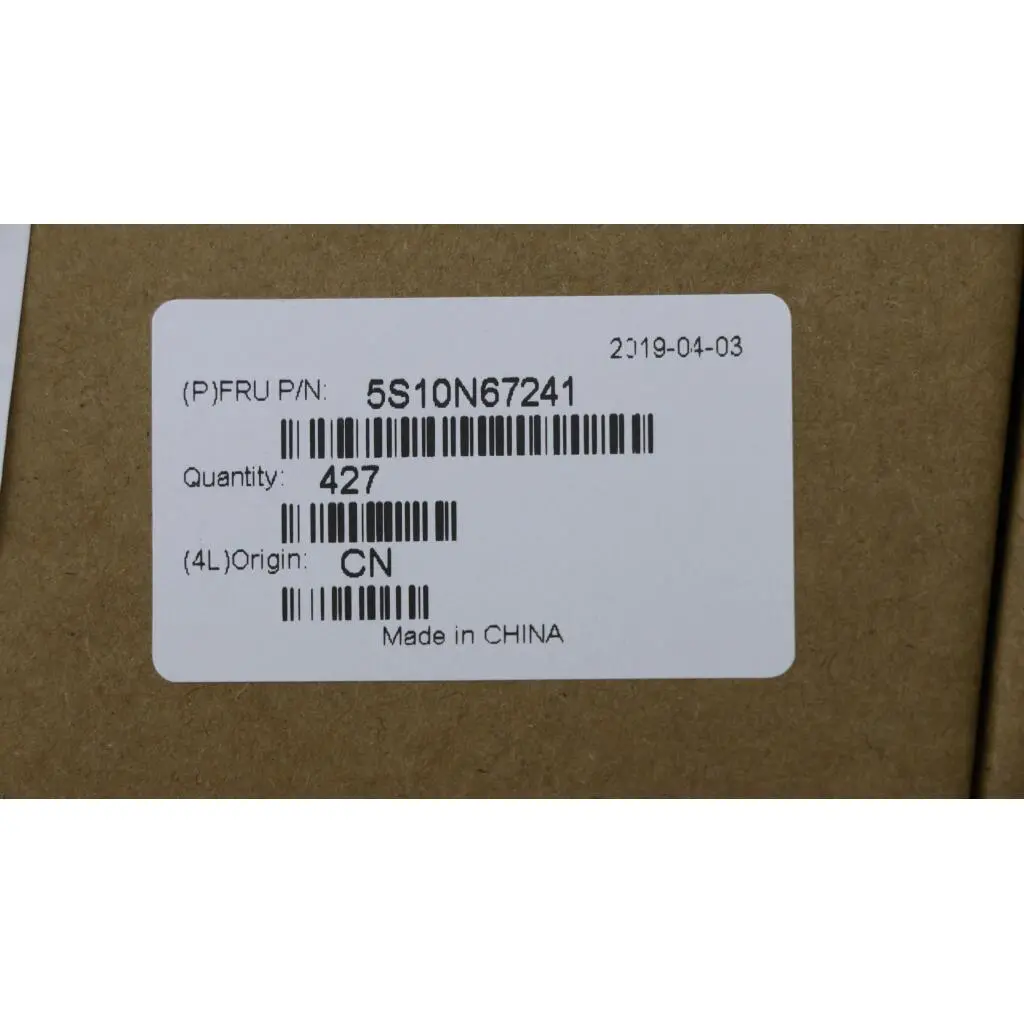 2019-04-03
(P)FRU P/N: 5S10N67241
Quantity: 427
(4L)Origin: CN
Made in CHINA